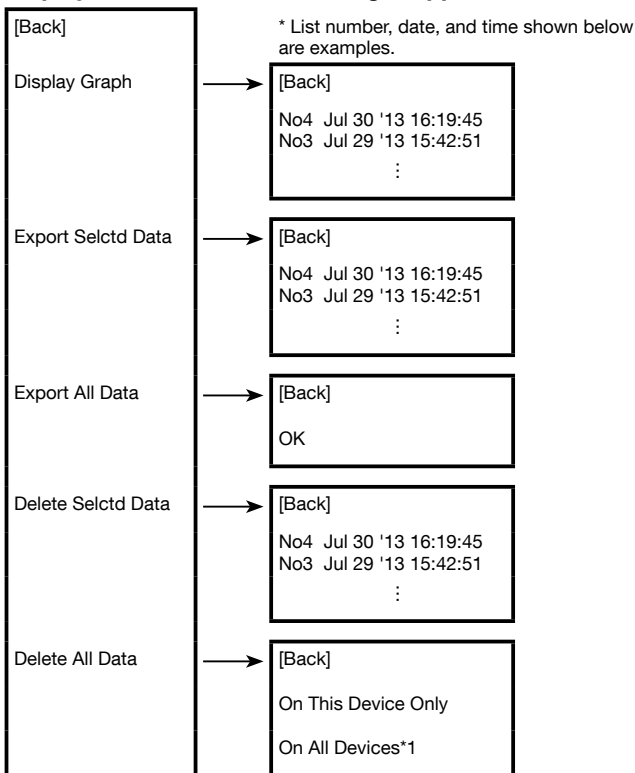 [Back]
* List number, date, and time shown below
are examples.
Display Graph
[Back]
No4 Jul 30 '13 16:19:45
No3 Jul 29 '13 15:42:51
⋮
Export Selctd Data
[Back]
No4 Jul 30 '13 16:19:45
No3 Jul 29 '13 15:42:51
⋮
Export All Data
[Back]
OK
Delete Selctd Data
[Back]
No4 Jul 30 '13 16:19:45
No3 Jul 29 '13 15:42:51
⋮
Delete All Data
[Back]
On This Device Only
On All Devices*1